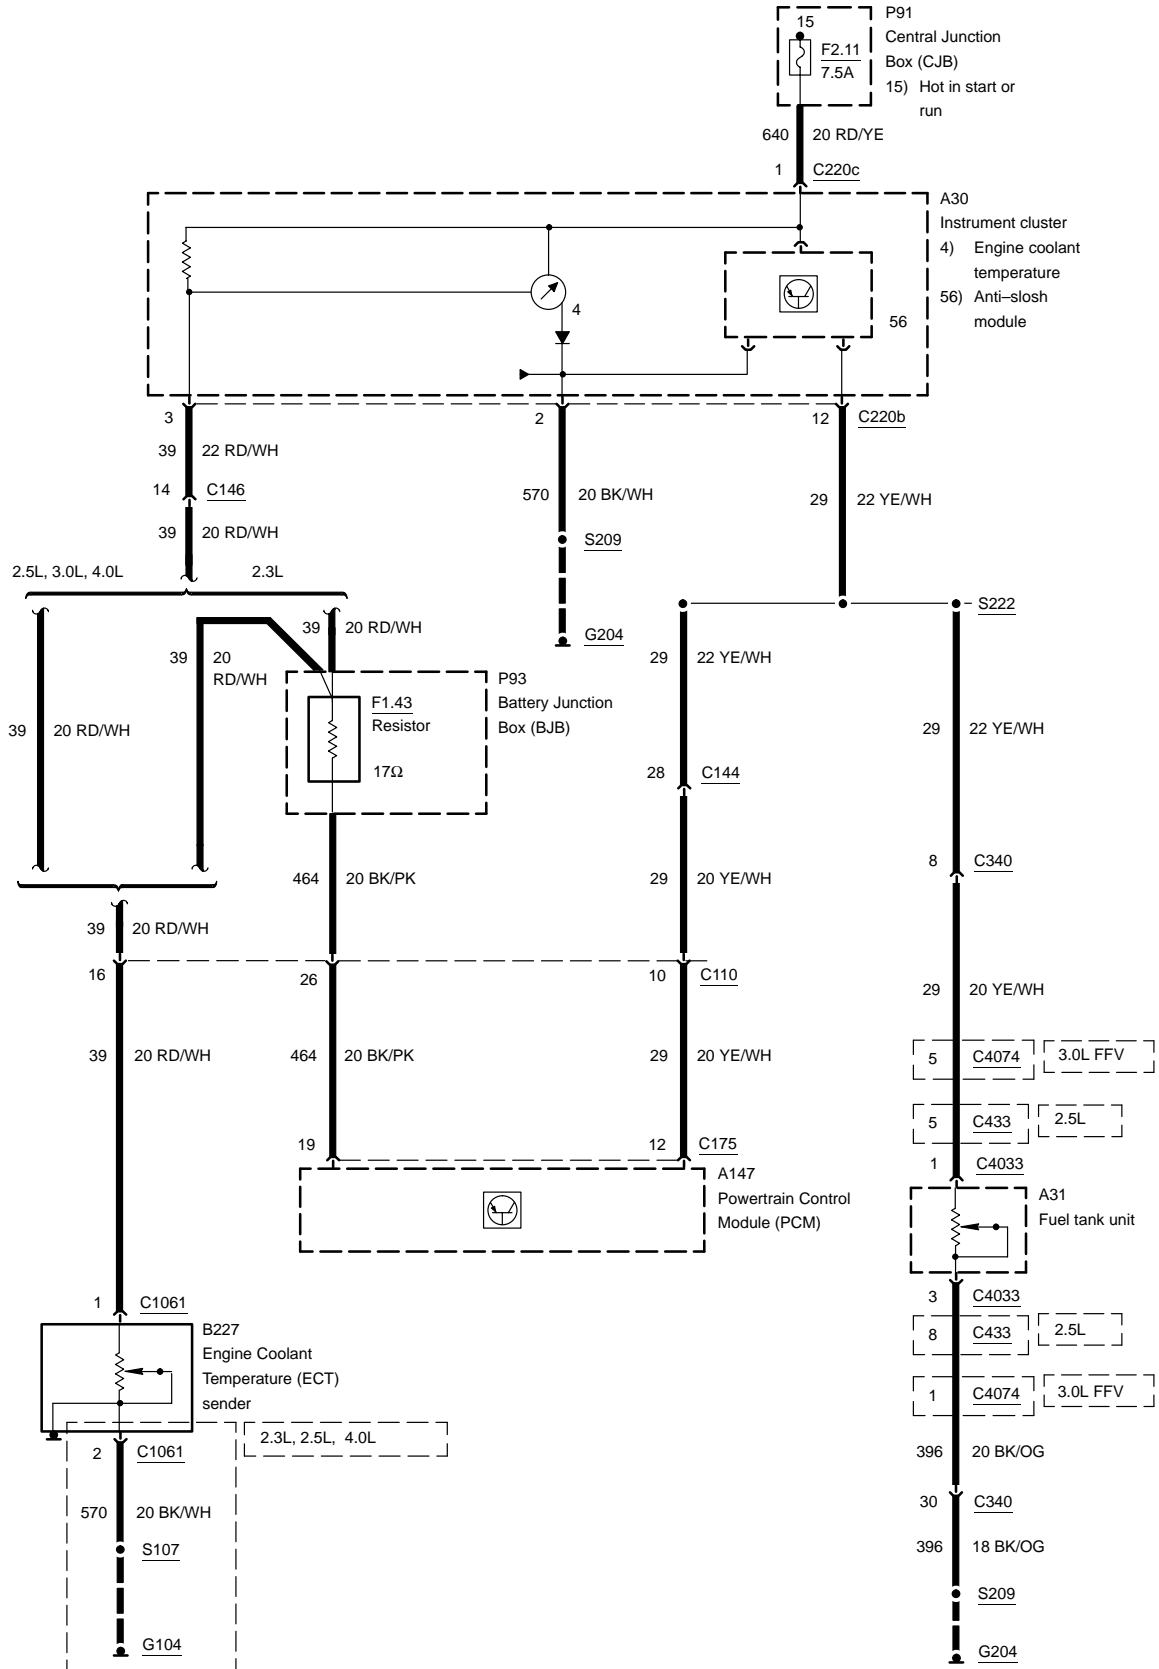 15
F2.11
7.5A
P91
Central Junction
Box (CJB)
15) Hot in start or
run
640 20 RD/YE
1 C220c
A30
Instrument cluster
4) Engine coolant
temperature
56) Anti–slosh
module
4
56
3
2
12 C220b
39 22 RD/WH
14 C146
39 20 RD/WH
570 20 BK/WH
29 22 YE/WH
S209
G204
2.5L, 3.0L, 4.0L
2.3L
S222
39 20 RD/WH
39 20
RD/WH
39 20 RD/WH
F1.43
Resistor
17Ω
P93
Battery Junction
Box (BJB)
29 22 YE/WH
29 22 YE/WH
28 C144
8 C340
464 20 BK/PK
29 20 YE/WH
39 20 RD/WH
16
26
10 C110
29 20 YE/WH
39 20 RD/WH
464 20 BK/PK
29 20 YE/WH
5 C4074 3.0L FFV
5 C433 2.5L
19
12 C175
1 C4033
A147
Powertrain Control
Module (PCM)
A31
Fuel tank unit
1 C1061
3 C4033
B227
Engine Coolant
Temperature (ECT)
sender
8 C433 2.5L
1 C4074 3.0L FFV
2.3L, 2.5L, 4.0L
2 C1061
396 20 BK/OG
570 20 BK/WH
30 C340
S107
396 18 BK/OG
S209
G104
G204